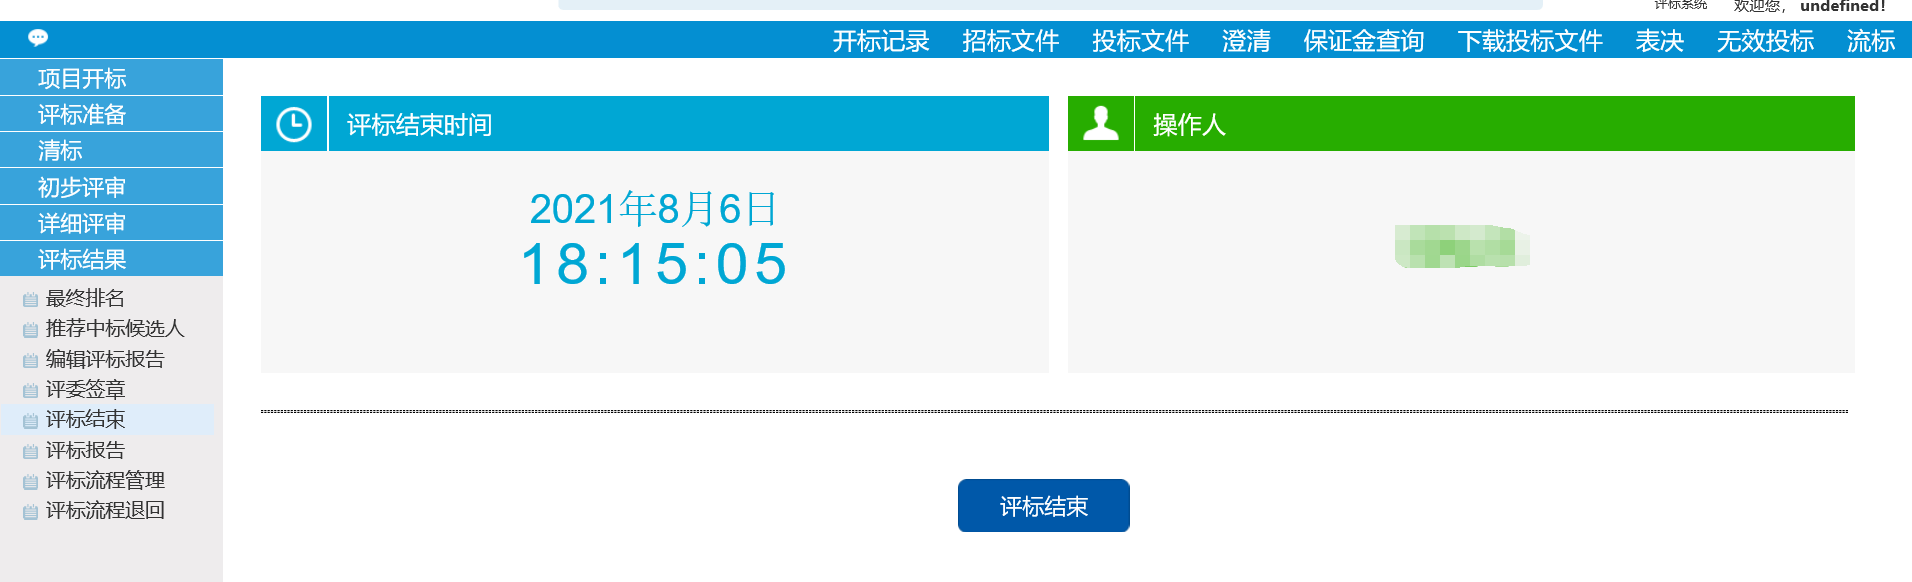 评标系统 欢迎您， undefined！
开标记录 招标文件 投标文件 澄清 保证金查询 下载投标文件 表决 无效投标 流标
项目开标
评标准备
清标
初步评审
详细评审
评标结果
最终排名
推荐中标候选人
编辑评标报告
评委签章
评标结束
评标报告
评标流程管理
评标流程退回
评标结束时间
2021年8月6日
18:15:05
操作人
评标结束